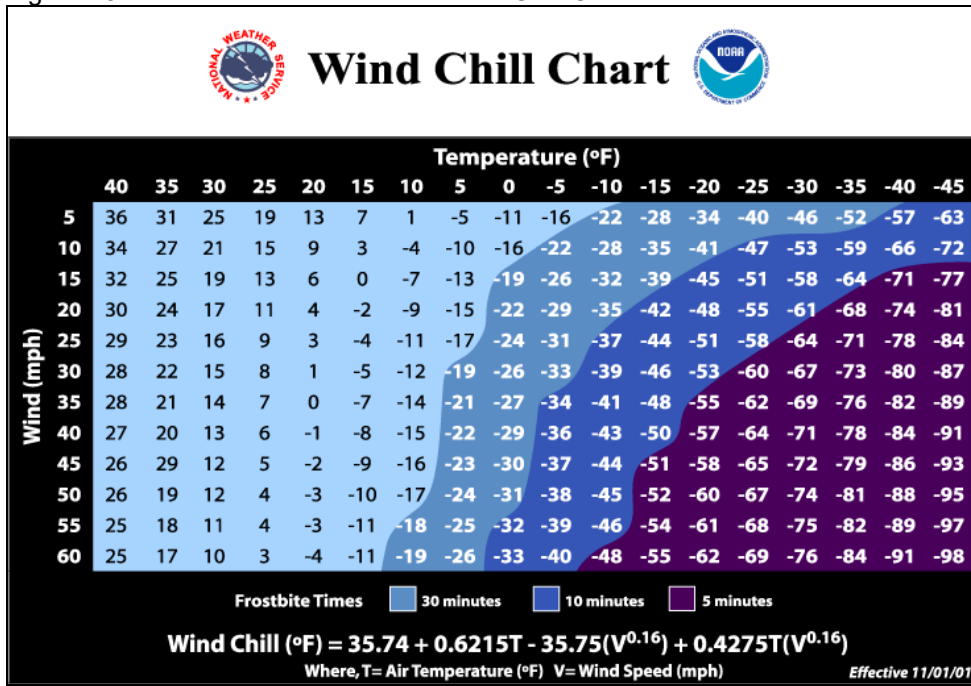 NATIONAL WEATHER SERVICE
Wind Chill Chart
NOAA
NATIONAL OCEANIC AND ATMOSPHERIC ADMINISTRATION
U.S. DEPARTMENT OF COMMERCE
Temperature (ºF)
40 35 30 25 20 15 10 5 0 -5 -10 -15 -20 -25 -30 -35 -40 -45
Wind (mph)
5 36 31 25 19 13 7 1 -5 -11 -16 -22 -28 -34 -40 -46 -52 -57 -63
10 34 27 21 15 9 3 -4 -10 -16 -22 -28 -35 -41 -47 -53 -59 -66 -72
15 32 25 19 13 6 0 -7 -13 -19 -26 -32 -39 -45 -51 -58 -64 -71 -77
20 30 24 17 11 4 -2 -9 -15 -22 -29 -35 -42 -48 -55 -61 -68 -74 -81
25 29 23 16 9 3 -4 -11 -17 -24 -31 -37 -44 -51 -58 -64 -71 -78 -84
30 28 22 15 8 1 -5 -12 -19 -26 -33 -39 -46 -53 -60 -67 -73 -80 -87
35 28 21 14 7 0 -7 -14 -21 -27 -34 -41 -48 -55 -62 -69 -76 -82 -89
40 27 20 13 6 -1 -8 -15 -22 -29 -36 -43 -50 -57 -64 -71 -78 -84 -91
45 26 29 12 5 -2 -9 -16 -23 -30 -37 -44 -51 -58 -65 -72 -79 -86 -93
50 26 19 12 4 -3 -10 -17 -24 -31 -38 -45 -52 -60 -67 -74 -81 -88 -95
55 25 18 11 4 -3 -11 -18 -25 -32 -39 -46 -54 -61 -68 -75 -82 -89 -97
60 25 17 10 3 -4 -11 -19 -26 -33 -40 -48 -55 -62 -69 -76 -84 -91 -98
Frostbite Times 30 minutes 10 minutes 5 minutes
Wind Chill (ºF) = 35.74 + 0.6215T - 35.75(V^0.16) + 0.4275T(V^0.16)
Where, T= Air Temperature (ºF) V= Wind Speed (mph)
Effective 11/01/01